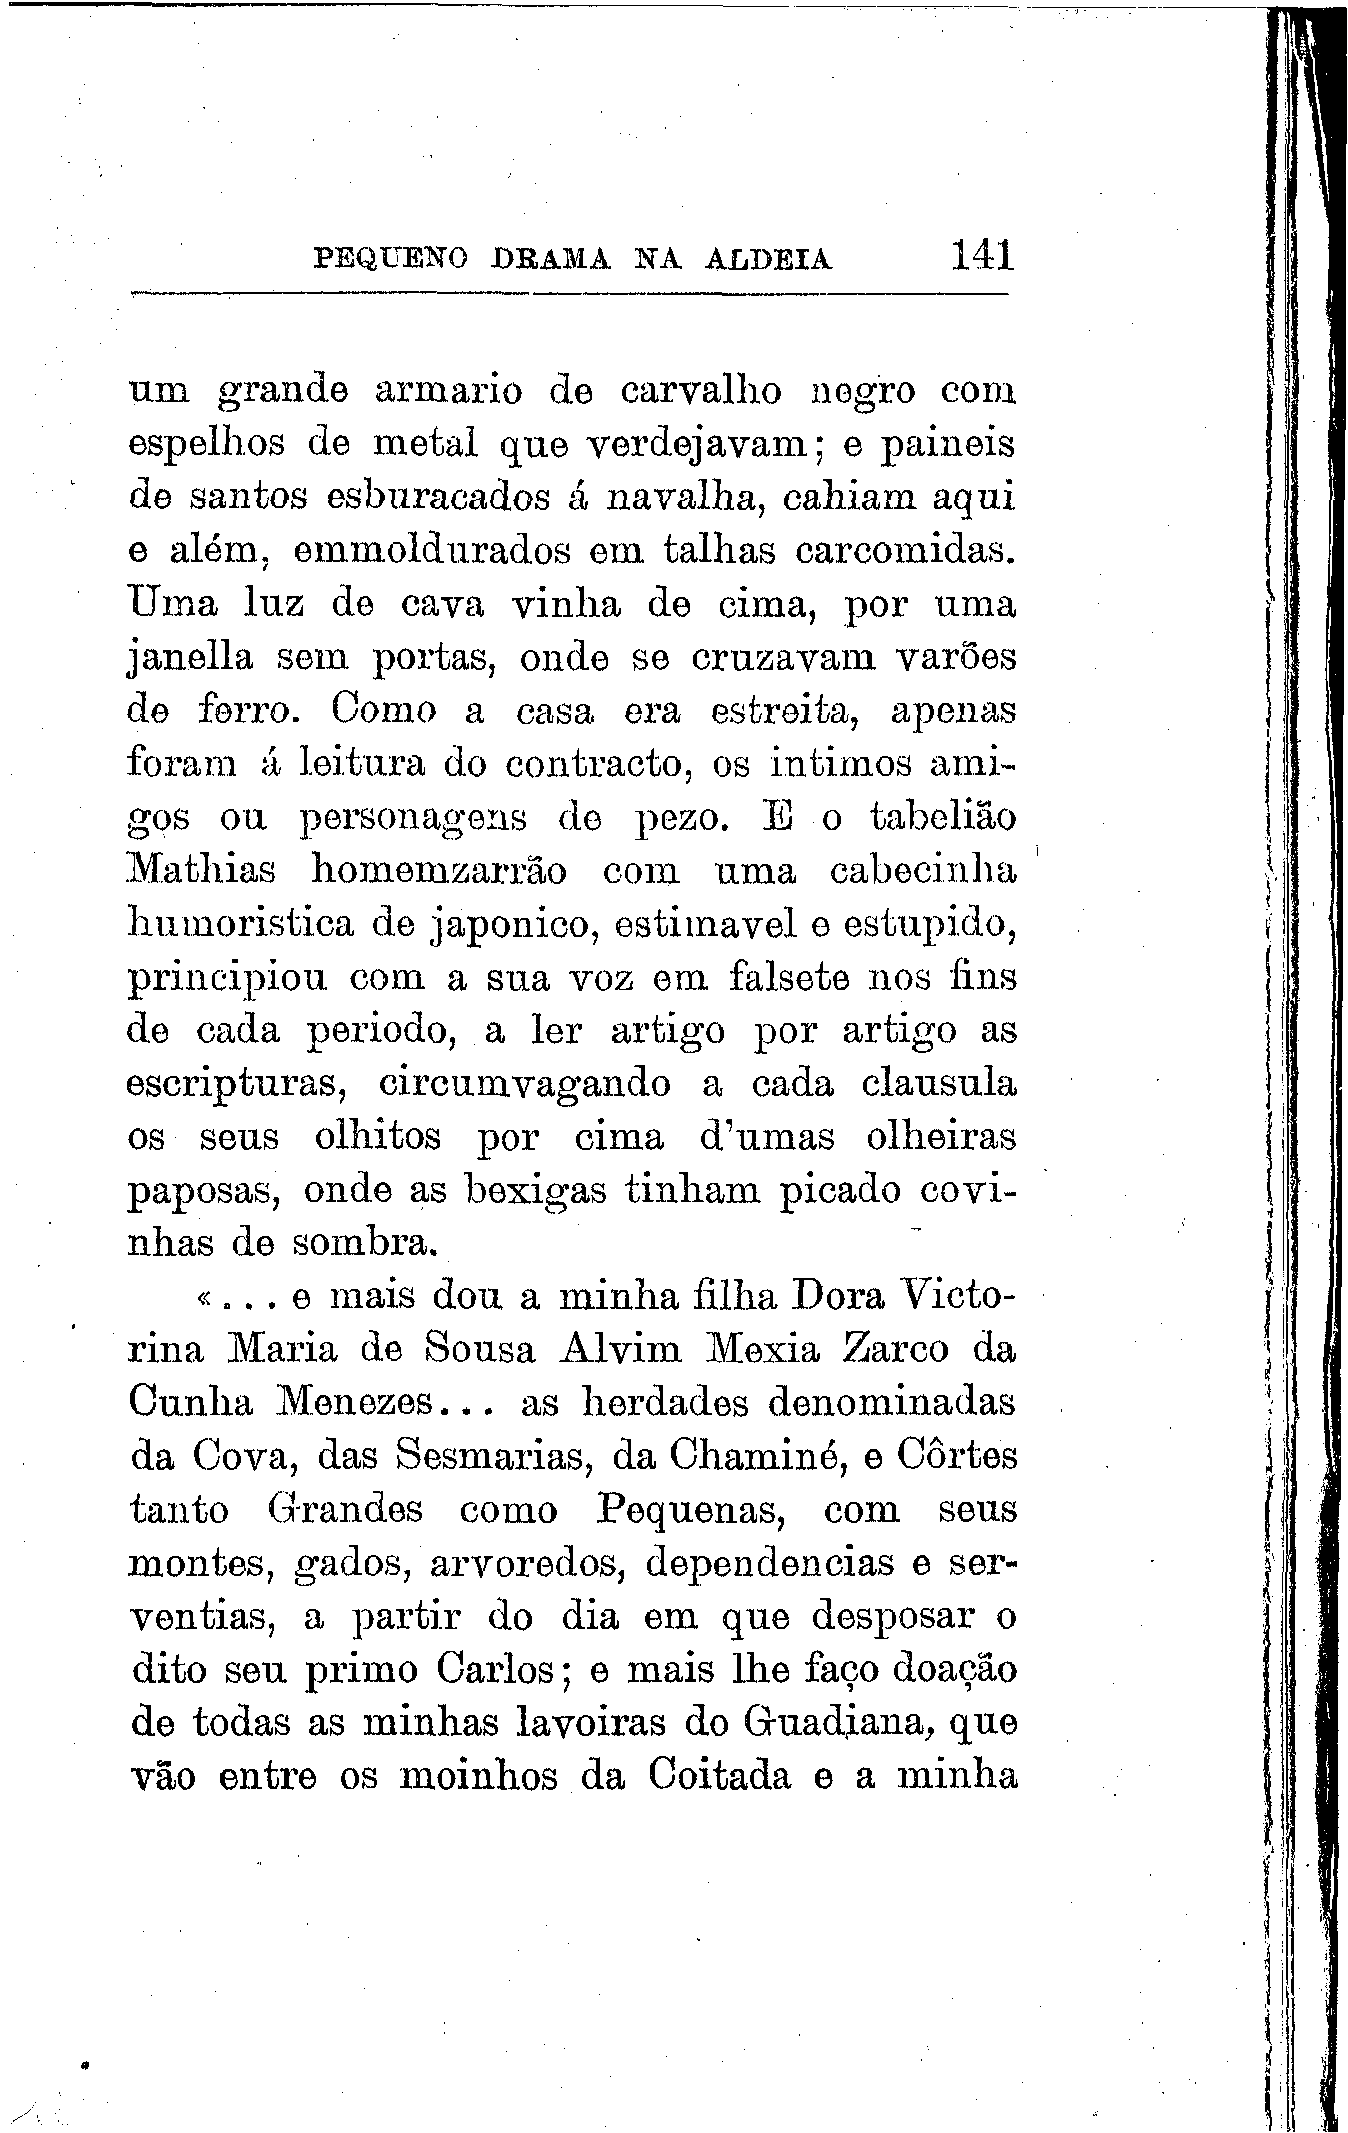 PEQUENO DRAMA NA ALDEIA 141
um grande armario de carvalho negro com
espelhos de metal que verdejavam; e paineis
de santos esburacados á navalha, cahiam aqui
e além, emmoldurados em talhas carcomidas.
Uma luz de cava vinha de cima, por uma
janella sem portas, onde se cruzavam varões
de ferro. Como a casa era estreita, apenas
foram á leitura do contracto, os intimos ami-
gos ou personagens de pezo. E o tabelião
Mathias homemzarrão com uma cabecinha
humoristica de japonico, estimavel e estupido,
principiou com a sua voz em falsete nos fins
de cada periodo, a ler artigo por artigo as
escripturas, circumvagando a cada clausula
os seus olhitos por cima d'umas olheiras
paposas, onde as bexigas tinham picado covi-
nhas de sombra.
«... e mais dou a minha filha Dora Victo-
rina Maria de Sousa Alvim Mexia Zarco da
Cunha Menezes... as herdades denominadas
da Cova, das Sesmarias, da Chaminé, e Côrtes
tanto Grandes como Pequenas, com seus
montes, gados, arvoredos, dependencias e ser-
ventias, a partir do dia em que desposar o
dito seu primo Carlos; e mais lhe faço doação
de todas as minhas lavoiras do Guadiana, que
vão entre os moinhos da Coitada e a minha